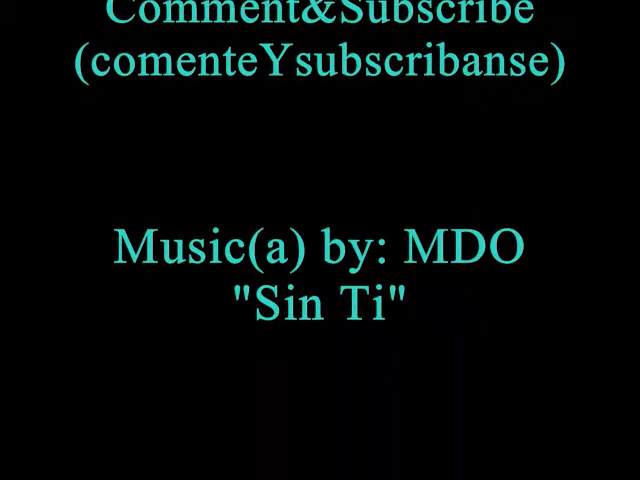 Comment&Subscribe
(comenteYsubscribanse)
Music(a) by: MDO
"Sin Ti"